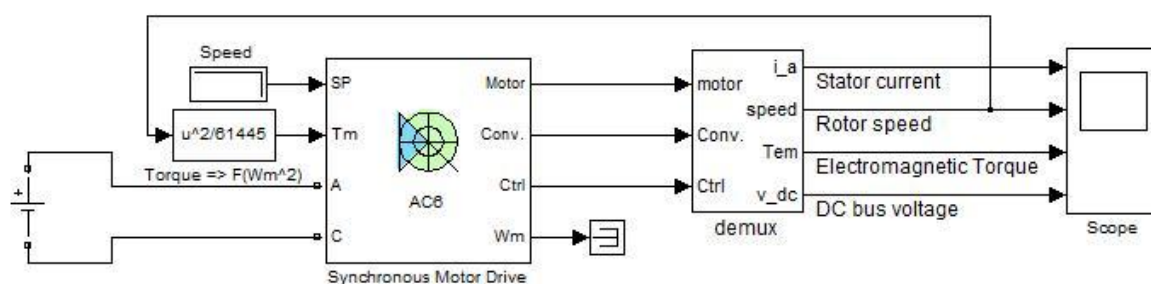 Speed
SP
Motor
motor
i_a
Stator current
speed
Rotor speed
u^2/61445
Tm
Conv.
Conv.
Tem
Electromagnetic Torque
Torque => F(Wm^2)
A
Ctrl
Ctrl
v_dc
DC bus voltage
AC6
+
C
Wm
demux
Scope
Synchronous Motor Drive